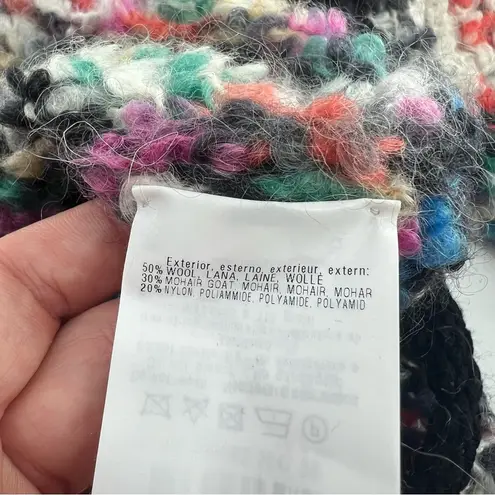 Exterior, esterno, exterieur, extern:
50% WOOL, LANA, LAINE, WOLLE
30% MOHAIR GOAT, MOHAIR, MOHAIR, MOHAR
20% NYLON, POLIAMMIDE, POLYAMIDE, POLYAMID